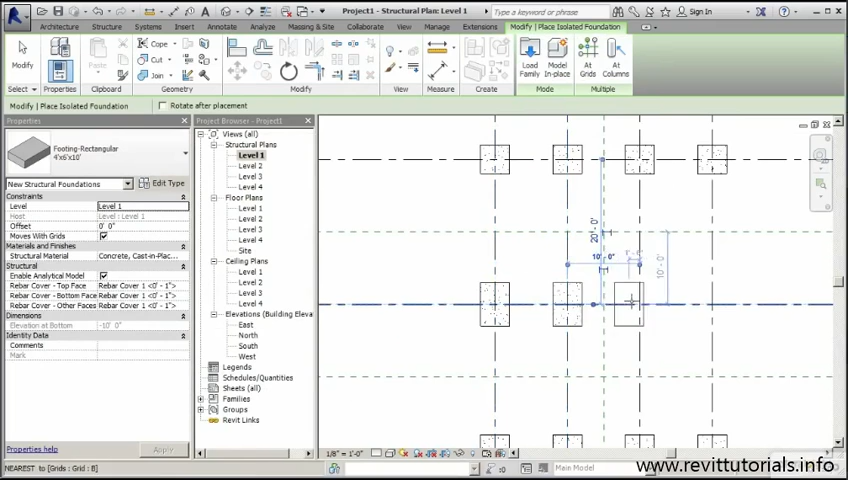 Project1 - Structural Plan: Level 1
Type a keyword or phrase
Sign In
Architecture Structure Systems Insert Annotate Analyze Massing & Site Collaborate View Manage Extensions Modify | Place Isolated Foundation
Modify
Cope
Cut
Join
Paste
Load Family
Model In-place
At Grids
At Columns
Select Properties Clipboard Geometry Modify View Measure Create Mode Multiple
Modify | Place Isolated Foundation
Rotate after placement
Properties
Footing-Rectangular
4'x6'x10'
New Structural Foundations
Edit Type
Constraints
Level Level 1
Host Level : Level 1
Offset 0' 0"
Moves With Grids
Materials and Finishes
Structural Material Concrete, Cast-in-Plac...
Structural
Enable Analytical Model
Rebar Cover - Top Face Rebar Cover 1 <0' - 1">
Rebar Cover - Bottom Face Rebar Cover 1 <0' - 1">
Rebar Cover - Other Faces Rebar Cover 1 <0' - 1">
Dimensions
Elevation at Bottom -10' 0"
Identity Data
Comments
Mark
Properties help
Apply
Project Browser - Project1
Views (all)
Structural Plans
Level 1
Level 2
Level 3
Level 4
Floor Plans
Level 1
Level 2
Level 3
Level 4
Site
Ceiling Plans
Level 1
Level 2
Level 3
Level 4
Elevations (Building Eleva
East
North
South
West
Legends
Schedules/Quantities
Sheets (all)
Families
Groups
Revit Links
20' - 0"
10' - 0"
10' - 0"
1/8" = 1'-0"
NEAREST to [Grids : Grid : B]
:0
Main Model
www.revittutorials.info